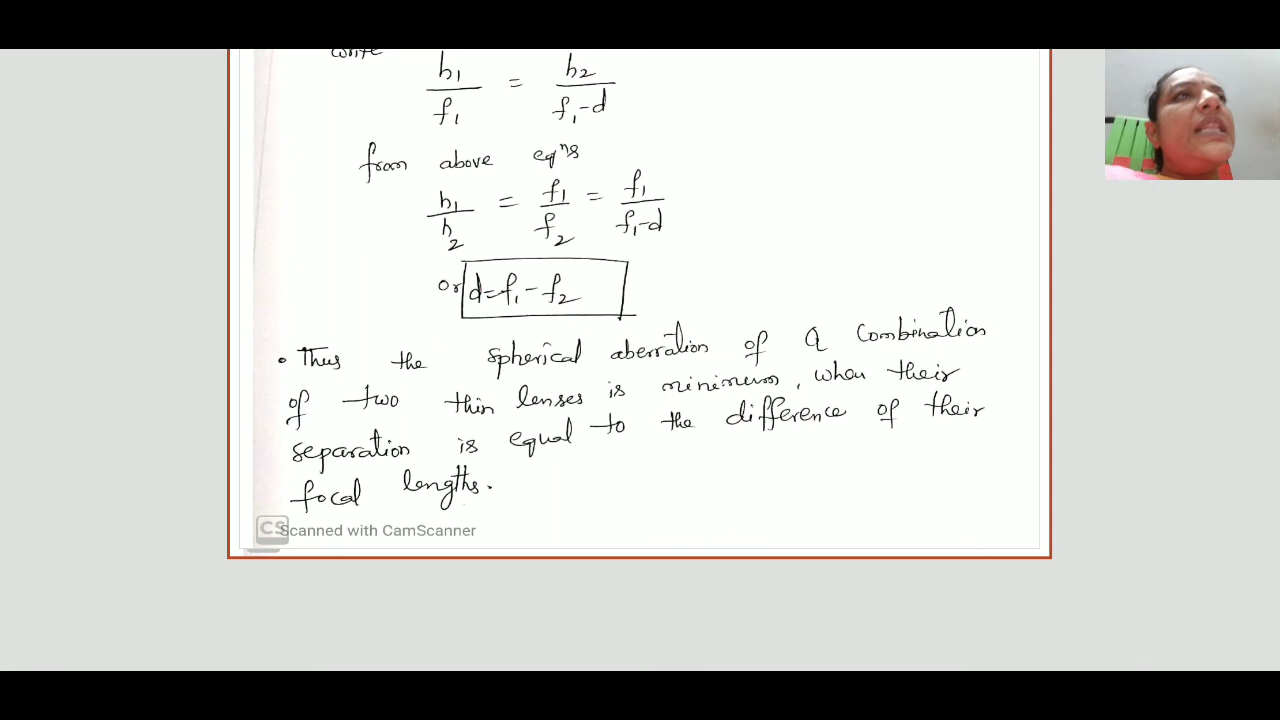 write
h₁/f₁ = h₂/f₁-d
from above eqⁿs
h₁/h₂ = f₁/f₂ = f₁/f₁-d
or d=f₁-f₂
• Thus the spherical aberration of a combination
of two thin lenses is minimum, when their
separation is equal to the difference of their
focal lengths.
CS Scanned with CamScanner